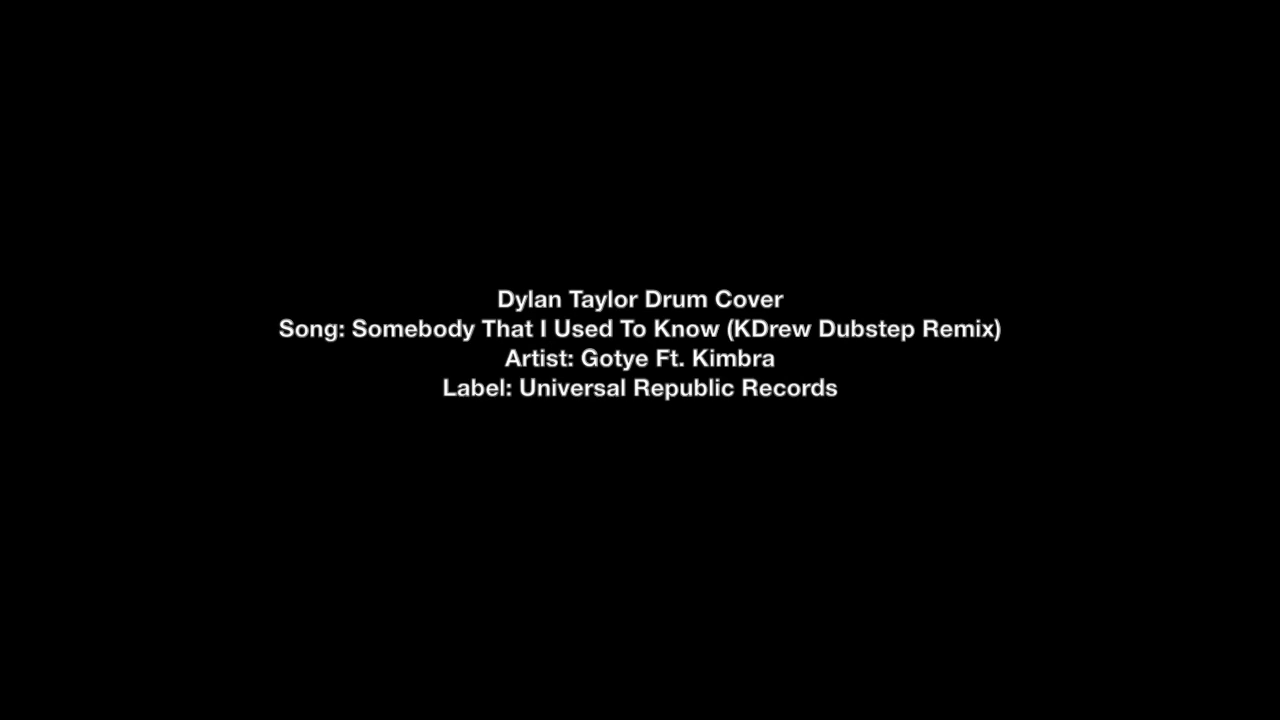 Dylan Taylor Drum Cover
Song: Somebody That I Used To Know (KDrew Dubstep Remix)
Artist: Gotye Ft. Kimbra
Label: Universal Republic Records